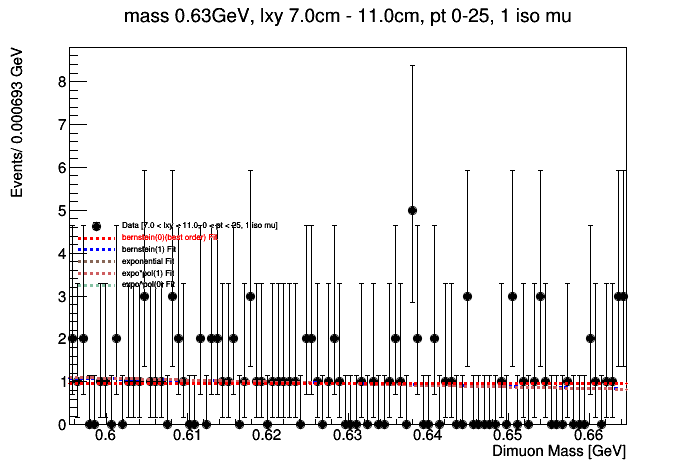 mass 0.63GeV, lxy 7.0cm - 11.0cm, pt 0-25, 1 iso mu
Events/ 0.000693 GeV
8
7
6
5
4
3
2
1
0
Data [7.0 < lxy < 11.0, 0 < pt < 25, 1 iso mu]
bernstein(0)(best order) Fit
bernstein(1) Fit
exponential Fit
expo*pol(1) Fit
expo*pol(0) Fit
0.6 0.61 0.62 0.63 0.64 0.65 0.66
Dimuon Mass [GeV]